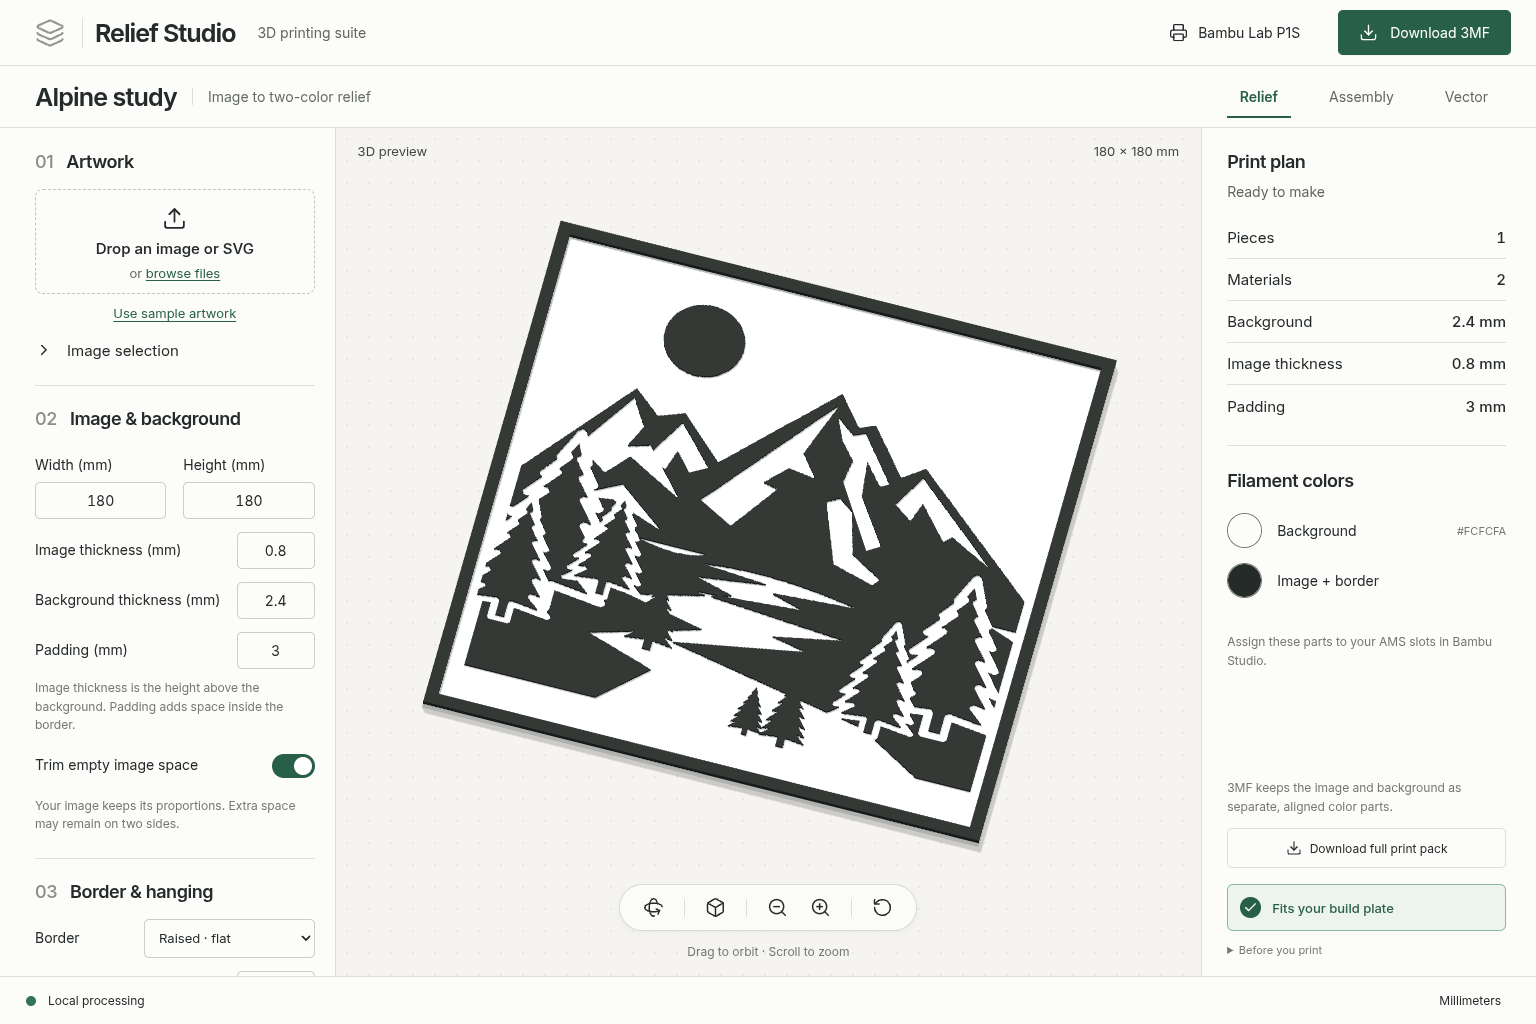 Relief Studio
3D printing suite
Bambu Lab P1S
Download 3MF
Alpine study
Image to two-color relief
Relief
Assembly
Vector
01 Artwork
Drop an image or SVG
or browse files
Use sample artwork
Image selection
02 Image & background
Width (mm)
Height (mm)
180
180
Image thickness (mm)
0.8
Background thickness (mm)
2.4
Padding (mm)
3
Image thickness is the height above the
background. Padding adds space inside the
border.
Trim empty image space
Your image keeps its proportions. Extra space
may remain on two sides.
03 Border & hanging
Border
Raised · flat
3D preview
180 × 180 mm
Drag to orbit · Scroll to zoom
Print plan
Ready to make
Pieces 1
Materials 2
Background 2.4 mm
Image thickness 0.8 mm
Padding 3 mm
Filament colors
Background #FCFCFA
Image + border
Assign these parts to your AMS slots in Bambu
Studio.
3MF keeps the image and background as
separate, aligned color parts.
Download full print pack
Fits your build plate
Before you print
Local processing
Millimeters